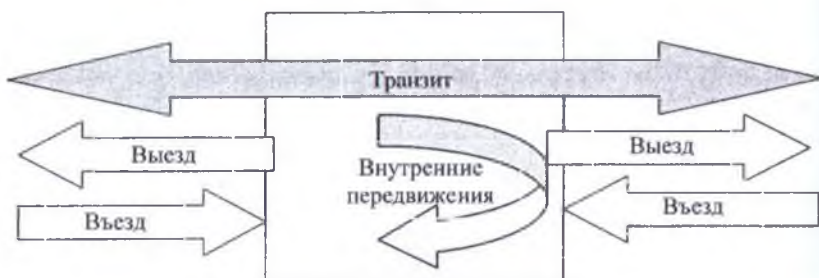 Транзит
Выезд
Выезд
Внутренние
передвижения
Въезд
Въезд